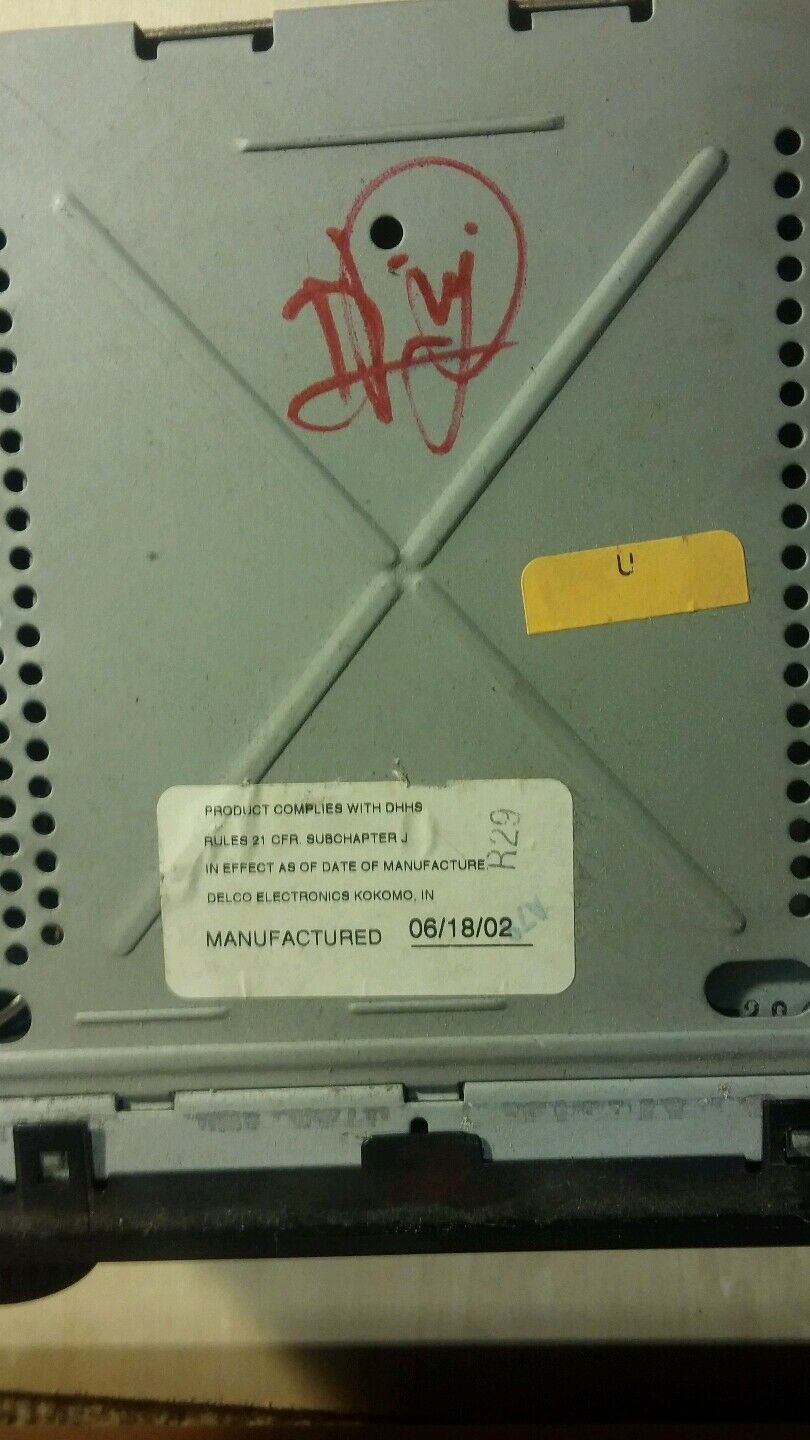 U
PRODUCT COMPLIES WITH DHHS
RULES 21 CFR. SUBCHAPTER J
IN EFFECT AS OF DATE OF MANUFACTURE.
DELCO ELECTRONICS KOKOMO, IN
MANUFACTURED 06/18/02
R29